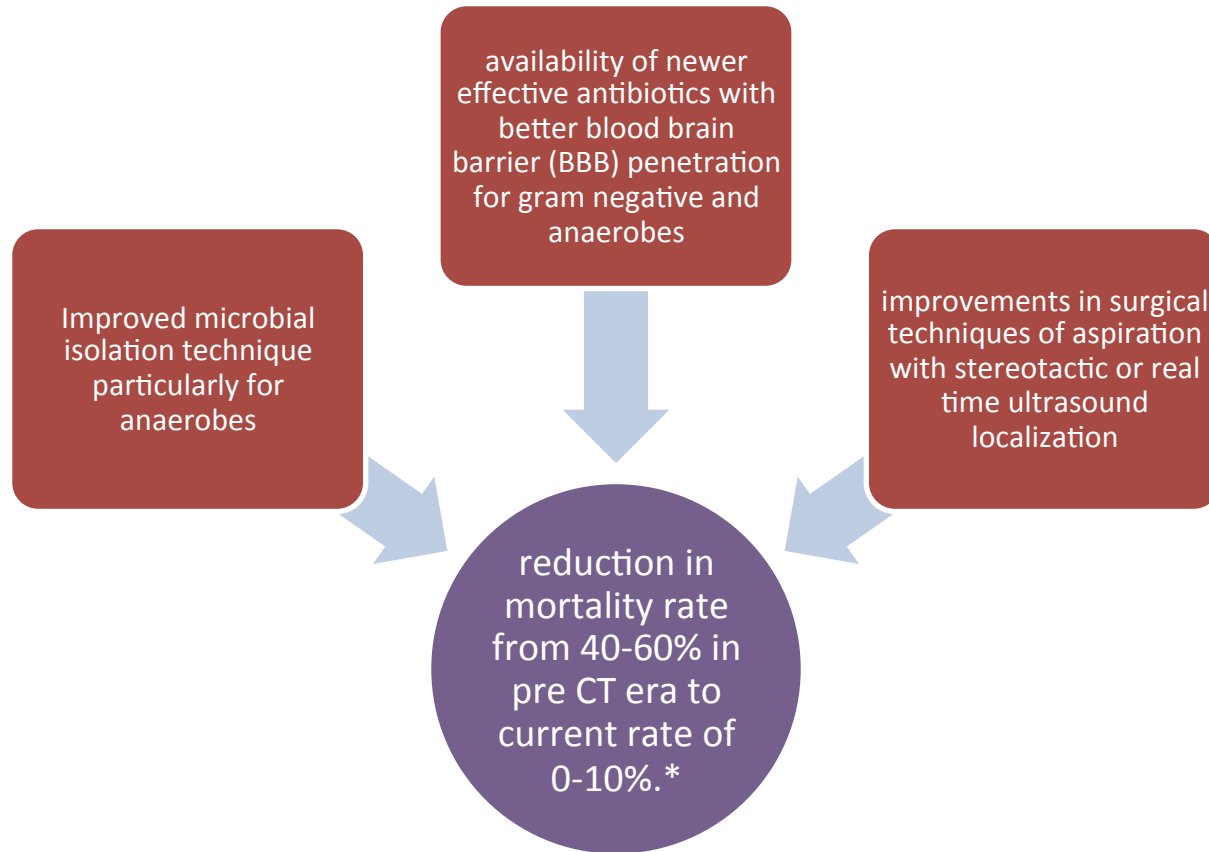 availability of newer
effective antibiotics with
better blood brain
barrier (BBB) penetration
for gram negative and
anaerobes
Improved microbial
isolation technique
particularly for
anaerobes
improvements in surgical
techniques of aspiration
with stereotactic or real
time ultrasound
localization
reduction in
mortality rate
from 40-60% in
pre CT era to
current rate of
0-10%.*